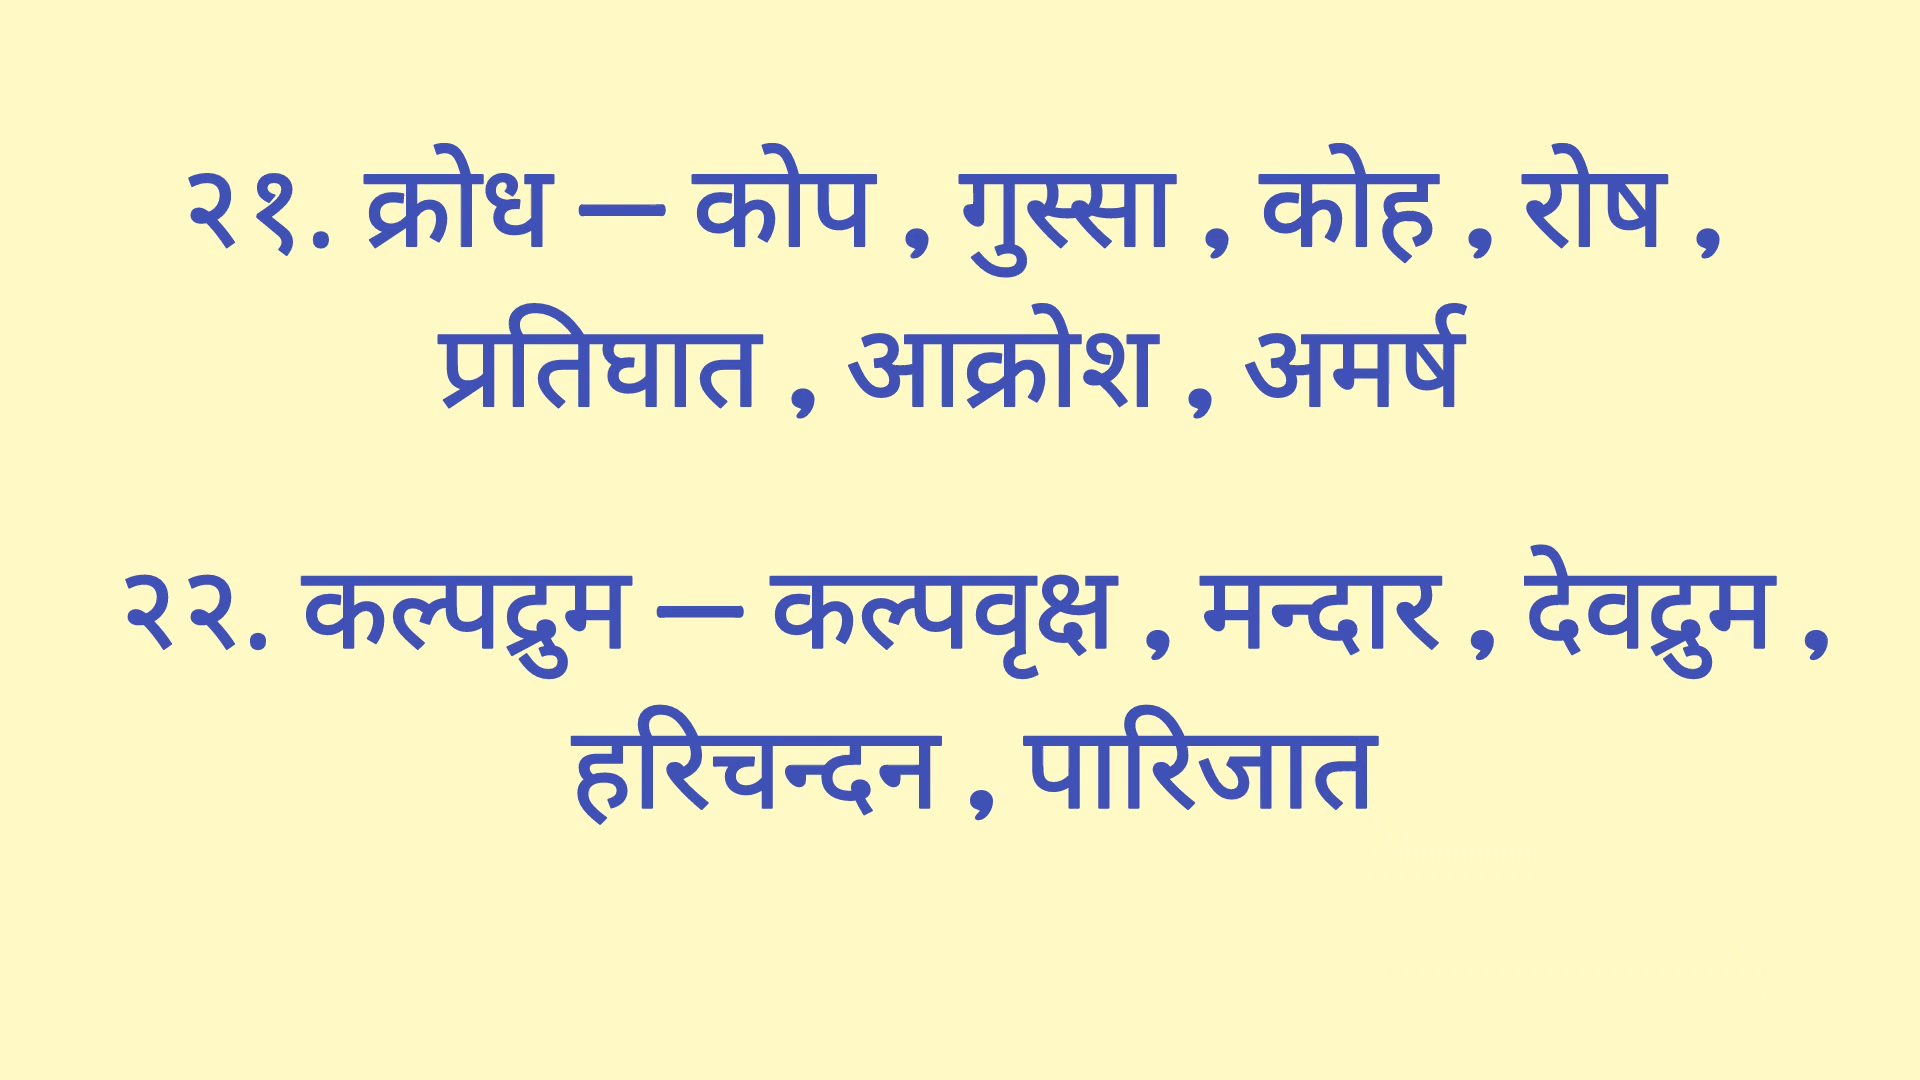 २१. क्रोध – कोप , गुस्सा , कोह , रोष ,
प्रतिघात , आक्रोश , अमर्ष
२२. कल्पद्रुम – कल्पवृक्ष , मन्दार , देवद्रुम ,
हरिचन्दन , पारिजात